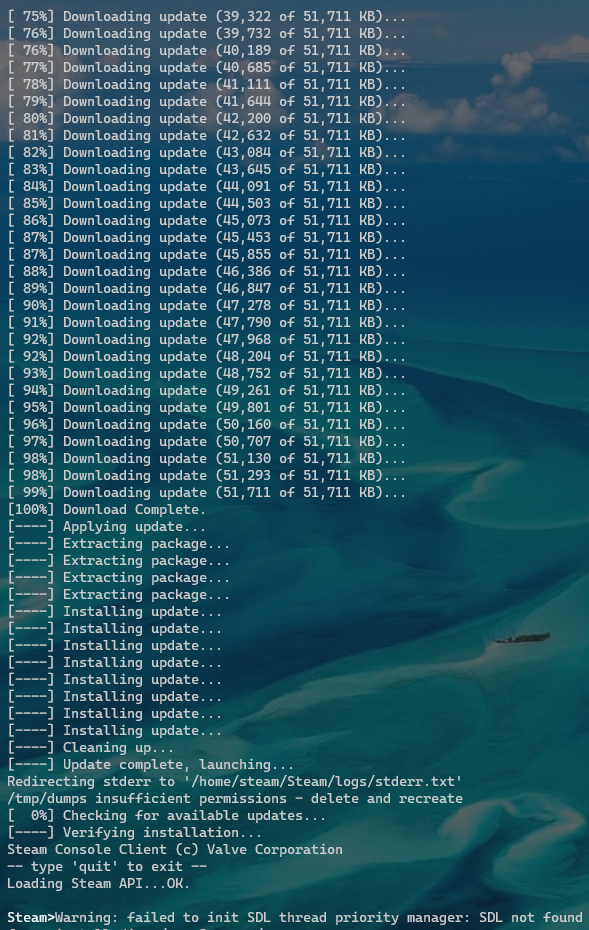 [ 75%] Downloading update (39,322 of 51,711 KB)...
[ 76%] Downloading update (39,732 of 51,711 KB)...
[ 76%] Downloading update (40,189 of 51,711 KB)...
[ 77%] Downloading update (40,685 of 51,711 KB)...
[ 78%] Downloading update (41,111 of 51,711 KB)...
[ 79%] Downloading update (41,644 of 51,711 KB)...
[ 80%] Downloading update (42,200 of 51,711 KB)...
[ 81%] Downloading update (42,632 of 51,711 KB)...
[ 82%] Downloading update (43,084 of 51,711 KB)...
[ 83%] Downloading update (43,645 of 51,711 KB)...
[ 84%] Downloading update (44,091 of 51,711 KB)...
[ 85%] Downloading update (44,503 of 51,711 KB)...
[ 86%] Downloading update (45,073 of 51,711 KB)...
[ 87%] Downloading update (45,453 of 51,711 KB)...
[ 87%] Downloading update (45,855 of 51,711 KB)...
[ 88%] Downloading update (46,386 of 51,711 KB)...
[ 89%] Downloading update (46,847 of 51,711 KB)...
[ 90%] Downloading update (47,278 of 51,711 KB)...
[ 91%] Downloading update (47,790 of 51,711 KB)...
[ 92%] Downloading update (47,968 of 51,711 KB)...
[ 92%] Downloading update (48,204 of 51,711 KB)...
[ 93%] Downloading update (48,752 of 51,711 KB)...
[ 94%] Downloading update (49,261 of 51,711 KB)...
[ 95%] Downloading update (49,801 of 51,711 KB)...
[ 96%] Downloading update (50,160 of 51,711 KB)...
[ 97%] Downloading update (50,707 of 51,711 KB)...
[ 98%] Downloading update (51,130 of 51,711 KB)...
[ 98%] Downloading update (51,293 of 51,711 KB)...
[ 99%] Downloading update (51,711 of 51,711 KB)...
[100%] Download Complete.
[----] Applying update...
[----] Extracting package...
[----] Extracting package...
[----] Extracting package...
[----] Extracting package...
[----] Installing update...
[----] Installing update...
[----] Installing update...
[----] Installing update...
[----] Installing update...
[----] Installing update...
[----] Installing update...
[----] Installing update...
[----] Cleaning up...
[----] Update complete, launching...
Redirecting stderr to '/home/steam/Steam/logs/stderr.txt'
/tmp/dumps insufficient permissions - delete and recreate
[  0%] Checking for available updates...
[----] Verifying installation...
Steam Console Client (c) Valve Corporation
-- type 'quit' to exit --
Loading Steam API...OK.
Steam>Warning: failed to init SDL thread priority manager: SDL not found